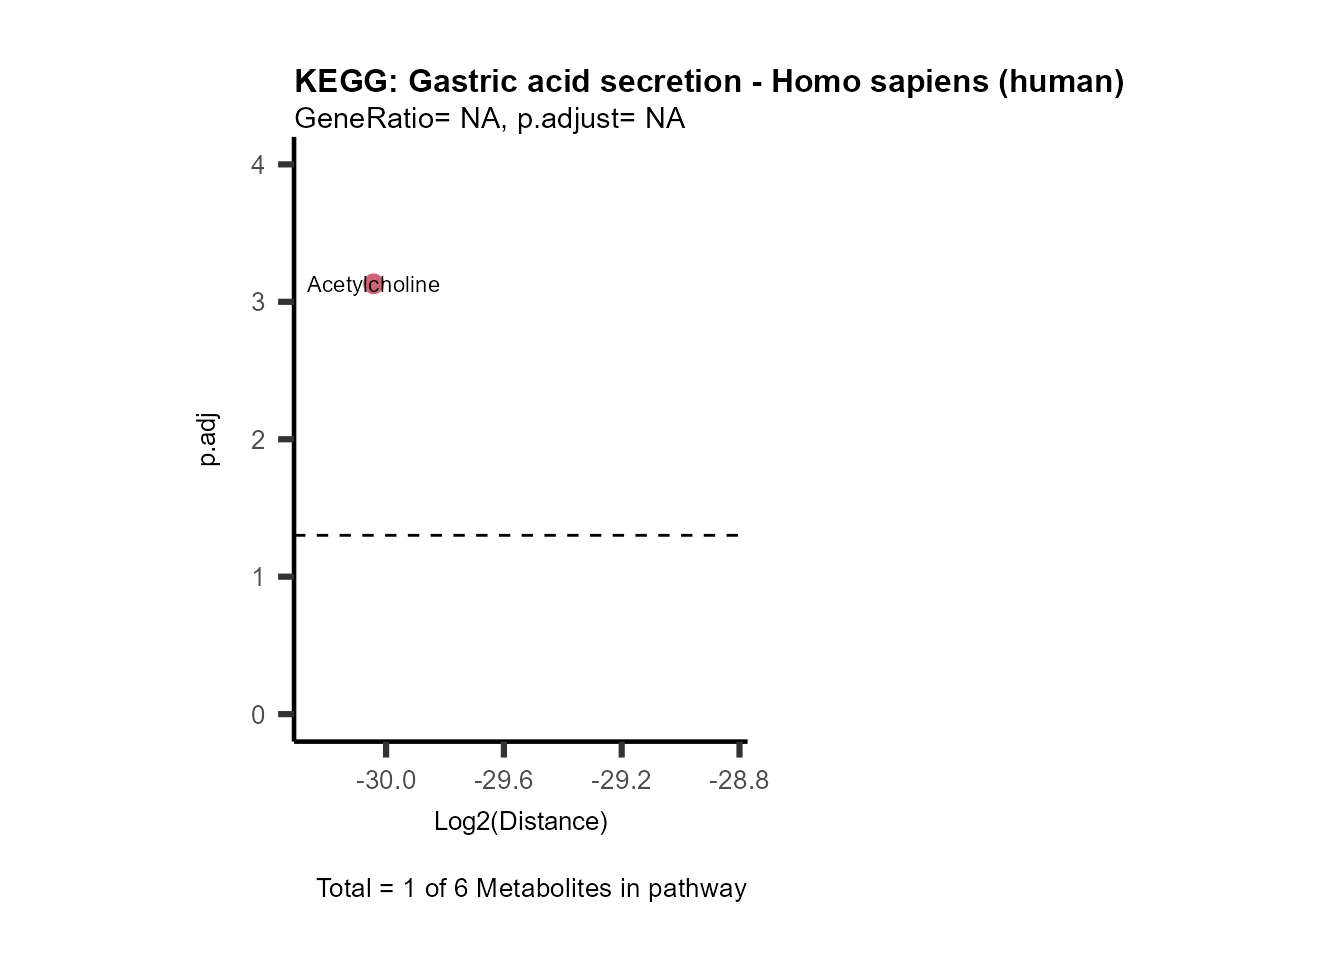 KEGG: Gastric acid secretion - Homo sapiens (human)
GeneRatio= NA, p.adjust= NA
4
Acetylcholine
3
p.adj
2
1
0
-30.0 -29.6 -29.2 -28.8
Log2(Distance)
Total = 1 of 6 Metabolites in pathway